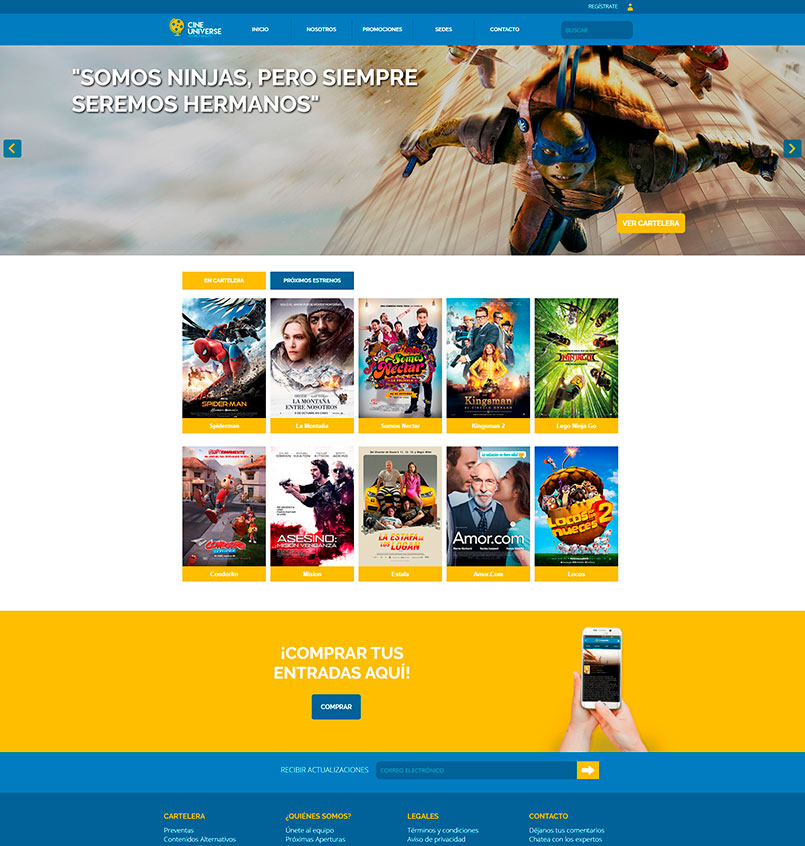 REGÍSTRATE
CINE
UNIVERSE
INICIO
NOSOTROS
PROMOCIONES
SEDES
CONTACTO
BUSCAR
"SOMOS NINJAS, PERO SIEMPRE
SEREMOS HERMANOS"
VER CARTELERA
EN CARTELERA
PRÓXIMOS ESTRENOS
SPIDER-MAN
LA MONTAÑA
ENTRE NOSOTROS
Somos
Néctar
Kingsman
EL CÍRCULO DORADO
NINJAGO
Spiderman
La Montaña
Somos Nectar
Kingsman 2
Lego Ninja Go
CONDORITO
ASESINO:
MISIÓN VENGANZA
LA ESTAFA DE
LOS LOGAN
Amor.com
LOCOS
NUECES 2
Condorito
Mision
Estafa
Amor.Com
Locos
¡COMPRAR TUS
ENTRADAS AQUÍ!
COMPRAR
RECIBIR ACTUALIZACIONES
CORREO ELECTRÓNICO
CARTELERA
¿QUIÉNES SOMOS?
LEGALES
CONTACTO
Preventas
Únete al equipo
Términos y condiciones
Déjanos tus comentarios
Contenidos Alternativos
Próximas Aperturas
Aviso de privacidad
Chatea con los expertos